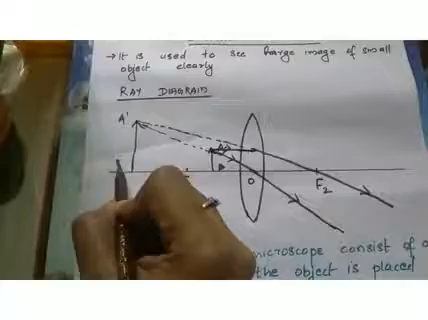 → It is used to see large image of small
object clearly
RAY DIAGRAM
A'
A
B
O
F2
microscope consist of
the object is placed